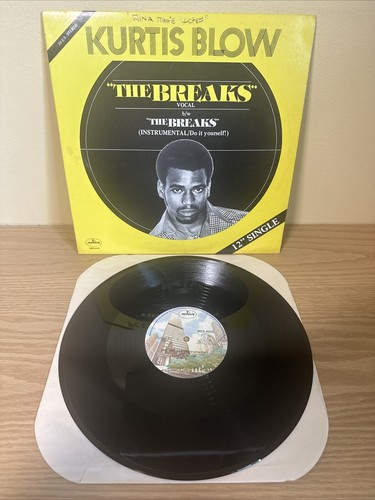 KURTIS BLOW
"THE BREAKS"
VOCAL
b/w
"THE BREAKS"
(INSTRUMENTAL/Do it yourself!)
12" SINGLE